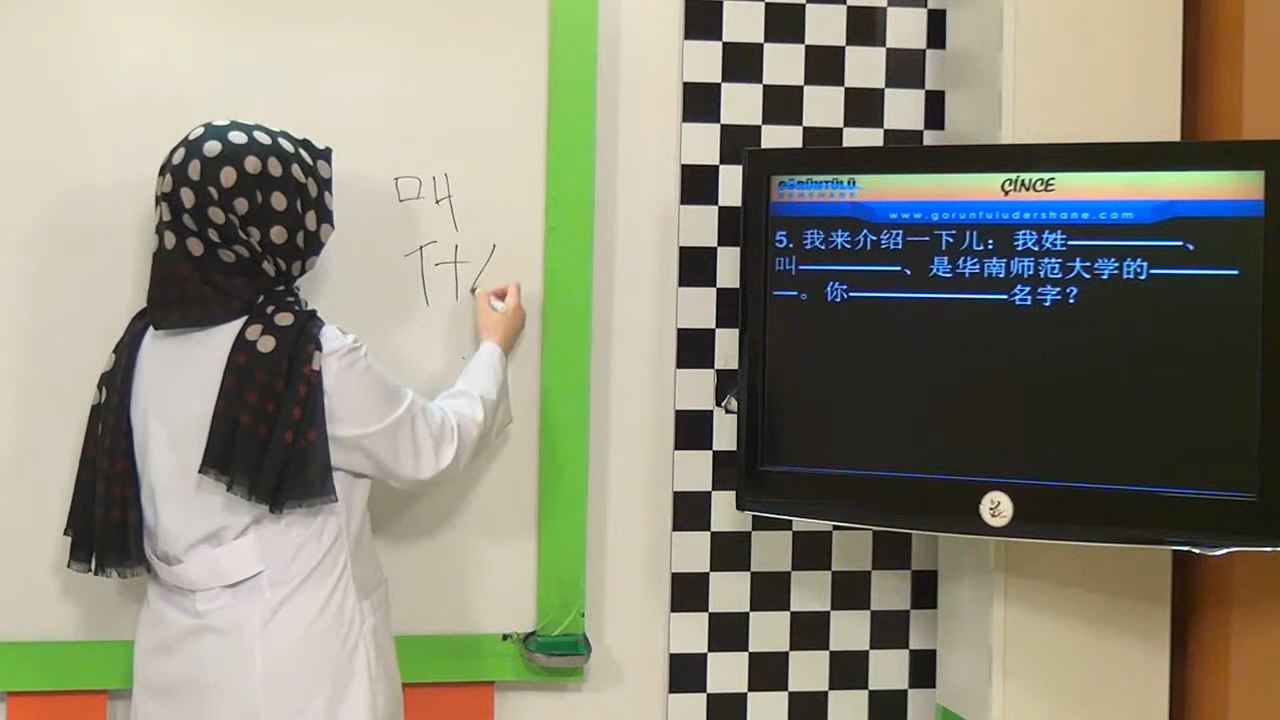 叫
什
GÖRÜNTÜLÜ
DERSHANE
ÇİNCE
www.goruntuludershane.com
5. 我来介绍一下儿：我姓————、
叫————、是华南师范大学的———
—。你——————名字？